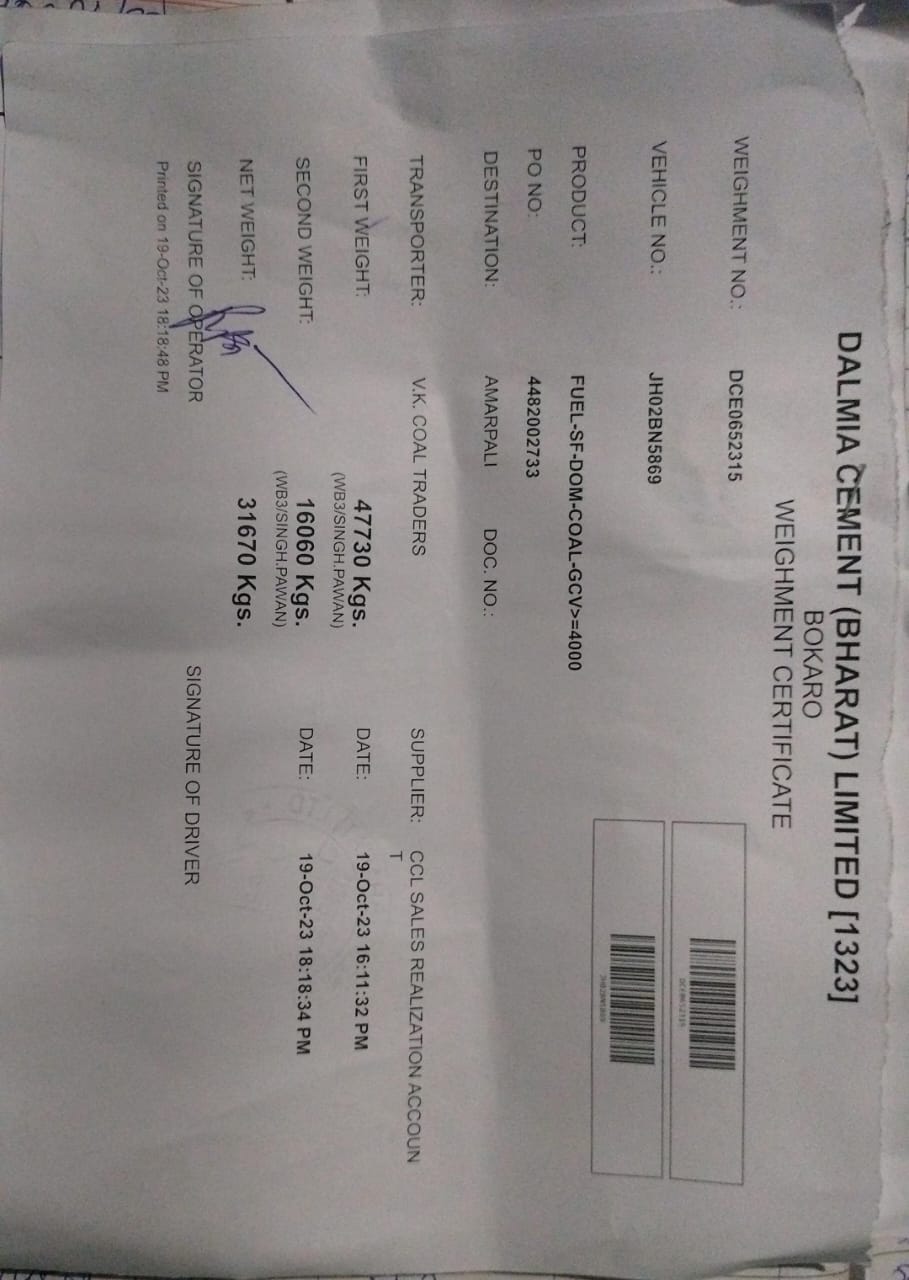 DALMIA CEMENT (BHARAT) LIMITED [1323]
BOKARO
WEIGHMENT CERTIFICATE
WEIGHMENT NO.: DCE0652315
DCE0652315
VEHICLE NO.: JH02BN5869
JH02BN5869
PRODUCT: FUEL-SF-DOM-COAL-GCV>=4000
PO NO: 4482002733
DESTINATION: AMARPALI DOC. NO.:
TRANSPORTER: V.K. COAL TRADERS SUPPLIER: CCL SALES REALIZATION ACCOUN
T
FIRST WEIGHT: 47730 Kgs. DATE: 19-Oct-23 16:11:32 PM
(WB3/SINGH.PAWAN)
SECOND WEIGHT: 16060 Kgs. DATE: 19-Oct-23 18:18:34 PM
(WB3/SINGH.PAWAN)
NET WEIGHT: 31670 Kgs.
SIGNATURE OF OPERATOR SIGNATURE OF DRIVER
Printed on 19-Oct-23 18:18:48 PM